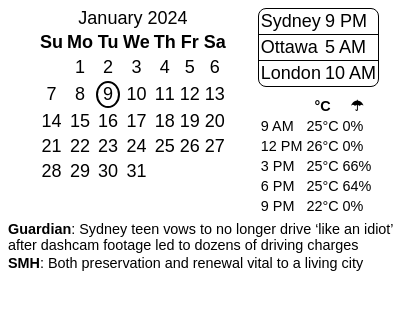 January 2024
Su Mo Tu We Th Fr Sa
1 2 3 4 5 6
7 8 9 10 11 12 13
14 15 16 17 18 19 20
21 22 23 24 25 26 27
28 29 30 31
Sydney 9 PM
Ottawa 5 AM
London 10 AM
°C ☂
9 AM 25°C 0%
12 PM 26°C 0%
3 PM 25°C 66%
6 PM 25°C 64%
9 PM 22°C 0%
Guardian: Sydney teen vows to no longer drive ‘like an idiot’
after dashcam footage led to dozens of driving charges
SMH: Both preservation and renewal vital to a living city